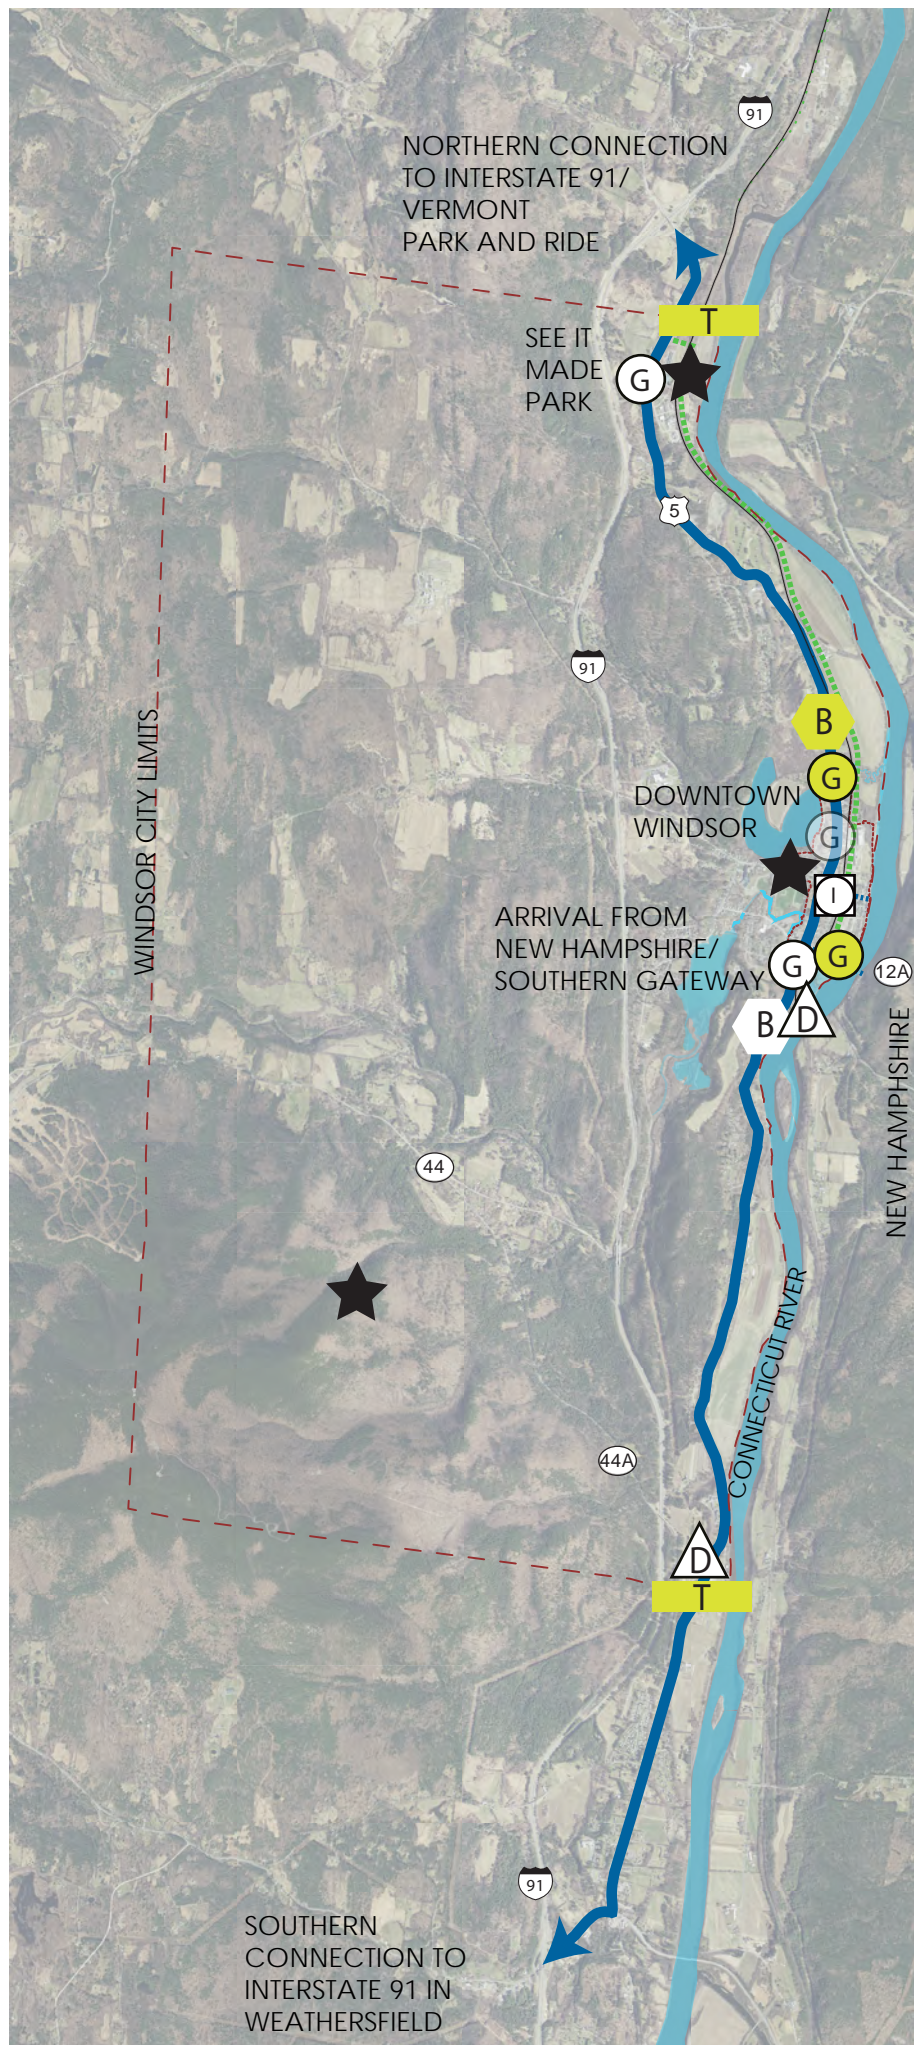 91
NORTHERN CONNECTION
TO INTERSTATE 91/
VERMONT
PARK AND RIDE
T
SEE IT
MADE
PARK
G
5
91
WINDSOR CITY LIMITS
B
G
DOWNTOWN
WINDSOR
G
I
ARRIVAL FROM
NEW HAMPSHIRE/
SOUTHERN GATEWAY
G
G
12A
B
D
NEW HAMPHSHIRE
44
CONNECTICUT RIVER
44A
D
T
91
SOUTHERN
CONNECTION TO
INTERSTATE 91 IN
WEATHERSFIELD